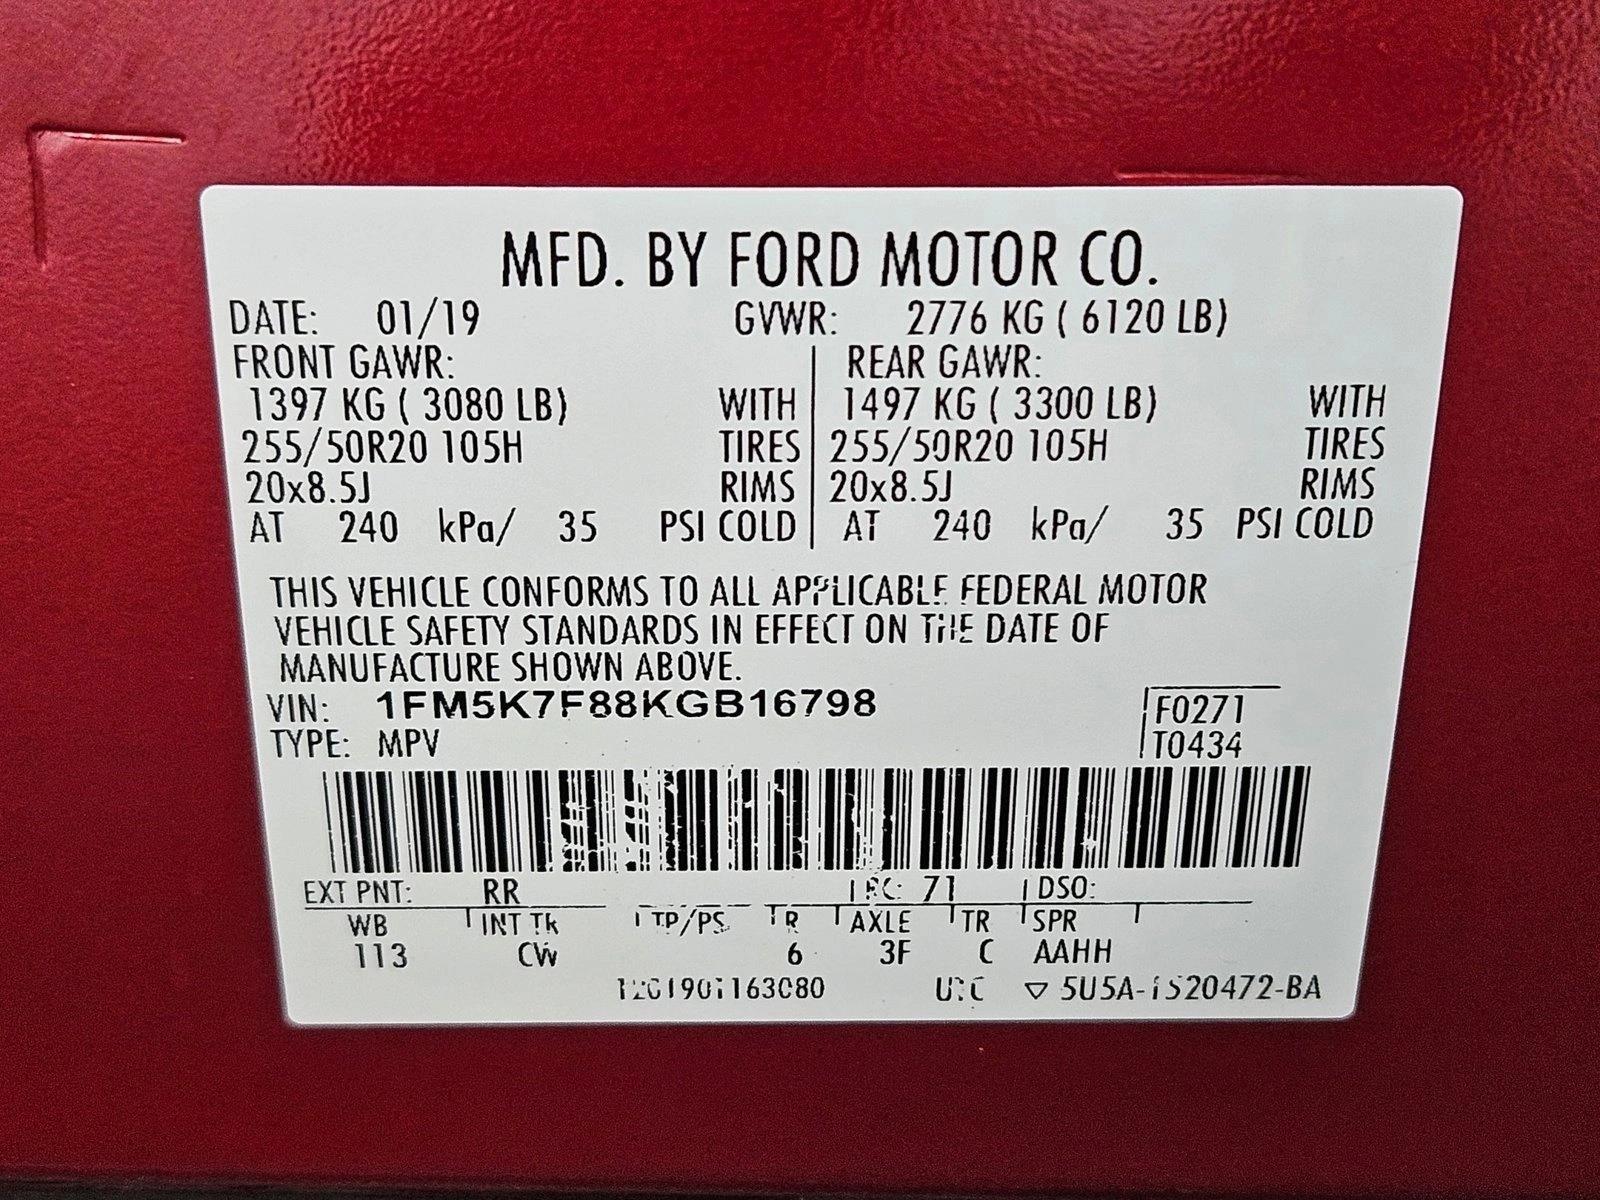 MFD. BY FORD MOTOR CO.
DATE: 01/19 GVWR: 2776 KG ( 6120 LB)
FRONT GAWR: REAR GAWR:
1397 KG ( 3080 LB) WITH 1497 KG ( 3300 LB) WITH
255/50R20 105H TIRES 255/50R20 105H TIRES
20x8.5J RIMS 20x8.5J RIMS
AT 240 kPa/ 35 PSI COLD AT 240 kPa/ 35 PSI COLD
THIS VEHICLE CONFORMS TO ALL APPLICABLE FEDERAL MOTOR
VEHICLE SAFETY STANDARDS IN EFFECT ON THE DATE OF
MANUFACTURE SHOWN ABOVE.
VIN: 1FM5K7F88KGB16798 F0271
TYPE: MPV T0434
EXT PNT: RR RC: 71 DSO:
WB INT TR TP/PS R AXLE TR SPR
113 CW 6 3F C AAHH
▽ 5U5A-1520472-BA